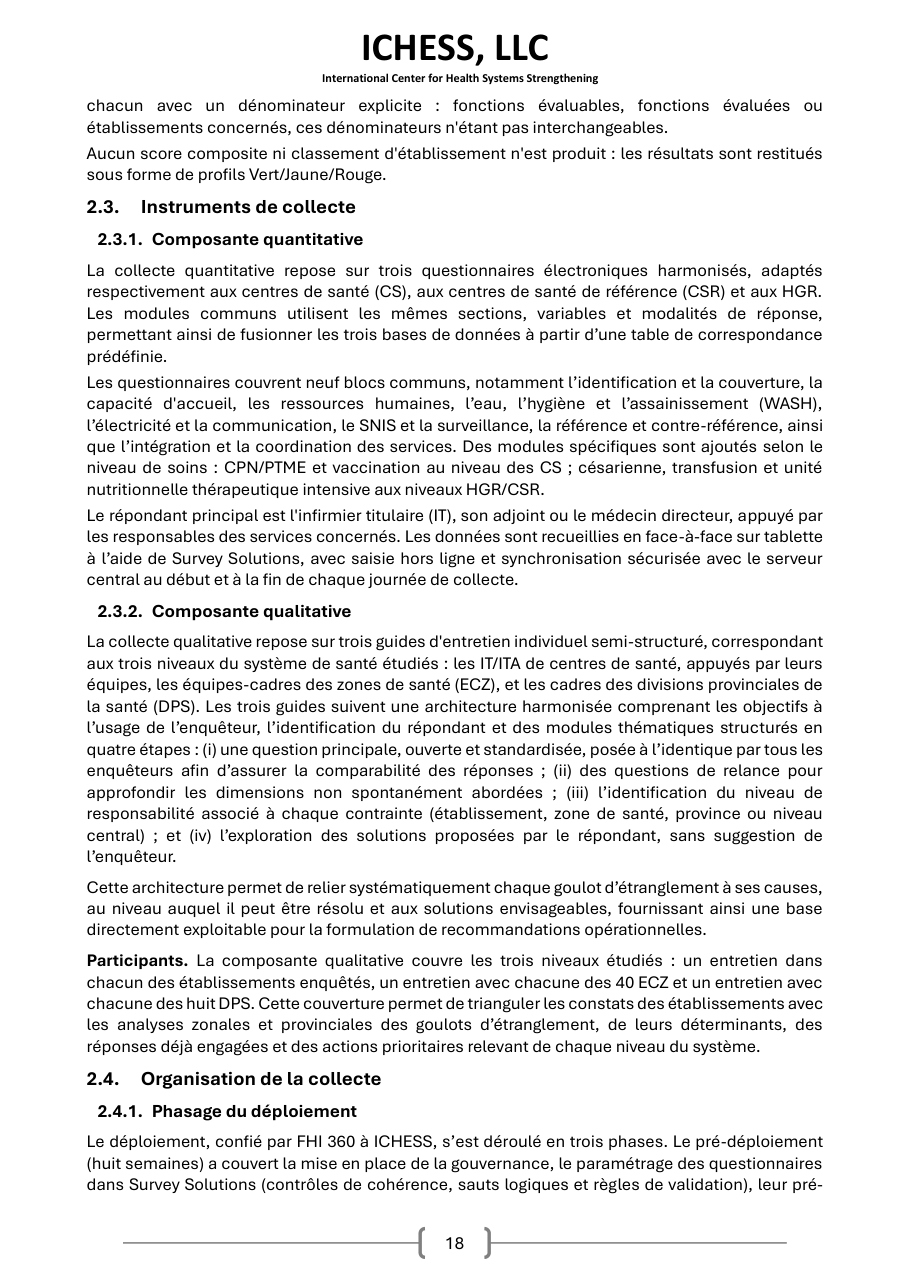 ICHESS, LLC
International Center for Health Systems Strengthening
chacun avec un dénominateur explicite : fonctions évaluables, fonctions évaluées ou
établissements concernés, ces dénominateurs n'étant pas interchangeables.
Aucun score composite ni classement d'établissement n'est produit : les résultats sont restitués
sous forme de profils Vert/Jaune/Rouge.
2.3. Instruments de collecte
2.3.1. Composante quantitative
La collecte quantitative repose sur trois questionnaires électroniques harmonisés, adaptés
respectivement aux centres de santé (CS), aux centres de santé de référence (CSR) et aux HGR.
Les modules communs utilisent les mêmes sections, variables et modalités de réponse,
permettant ainsi de fusionner les trois bases de données à partir d’une table de correspondance
prédéfinie.
Les questionnaires couvrent neuf blocs communs, notamment l’identification et la couverture, la
capacité d'accueil, les ressources humaines, l’eau, l’hygiène et l’assainissement (WASH),
l’électricité et la communication, le SNIS et la surveillance, la référence et contre-référence, ainsi
que l’intégration et la coordination des services. Des modules spécifiques sont ajoutés selon le
niveau de soins : CPN/PTME et vaccination au niveau des CS ; césarienne, transfusion et unité
nutritionnelle thérapeutique intensive aux niveaux HGR/CSR.
Le répondant principal est l'infirmier titulaire (IT), son adjoint ou le médecin directeur, appuyé par
les responsables des services concernés. Les données sont recueillies en face-à-face sur tablette
à l’aide de Survey Solutions, avec saisie hors ligne et synchronisation sécurisée avec le serveur
central au début et à la fin de chaque journée de collecte.
2.3.2. Composante qualitative
La collecte qualitative repose sur trois guides d'entretien individuel semi-structuré, correspondant
aux trois niveaux du système de santé étudiés : les IT/ITA de centres de santé, appuyés par leurs
équipes, les équipes-cadres des zones de santé (ECZ), et les cadres des divisions provinciales de
la santé (DPS). Les trois guides suivent une architecture harmonisée comprenant les objectifs à
l’usage de l’enquêteur, l’identification du répondant et des modules thématiques structurés en
quatre étapes : (i) une question principale, ouverte et standardisée, posée à l’identique par tous les
enquêteurs afin d’assurer la comparabilité des réponses ; (ii) des questions de relance pour
approfondir les dimensions non spontanément abordées ; (iii) l’identification du niveau de
responsabilité associé à chaque contrainte (établissement, zone de santé, province ou niveau
central) ; et (iv) l’exploration des solutions proposées par le répondant, sans suggestion de
l’enquêteur.
Cette architecture permet de relier systématiquement chaque goulot d’étranglement à ses causes,
au niveau auquel il peut être résolu et aux solutions envisageables, fournissant ainsi une base
directement exploitable pour la formulation de recommandations opérationnelles.
Participants. La composante qualitative couvre les trois niveaux étudiés : un entretien dans
chacun des établissements enquêtés, un entretien avec chacune des 40 ECZ et un entretien avec
chacune des huit DPS. Cette couverture permet de trianguler les constats des établissements avec
les analyses zonales et provinciales des goulots d’étranglement, de leurs déterminants, des
réponses déjà engagées et des actions prioritaires relevant de chaque niveau du système.
2.4. Organisation de la collecte
2.4.1. Phasage du déploiement
Le déploiement, confié par FHI 360 à ICHESS, s’est déroulé en trois phases. Le pré-déploiement
(huit semaines) a couvert la mise en place de la gouvernance, le paramétrage des questionnaires
dans Survey Solutions (contrôles de cohérence, sauts logiques et règles de validation), leur pré-
18